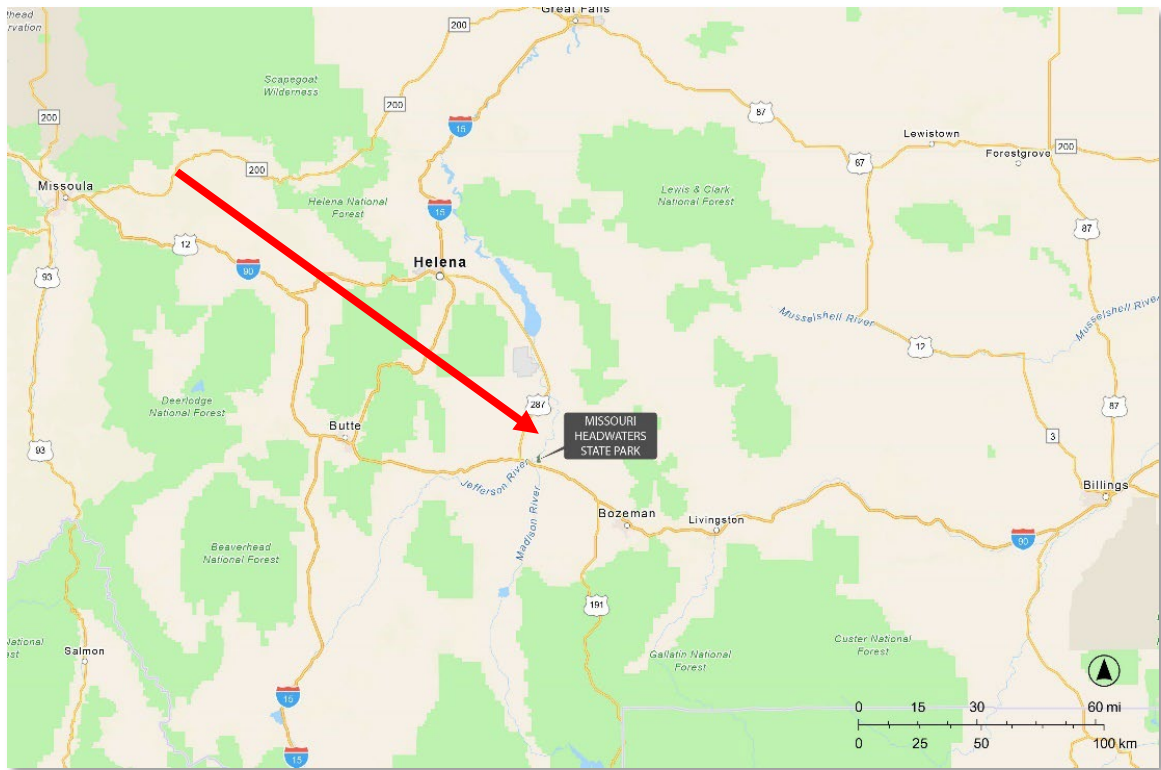 thead
rvation
200
Great Falls
Scapegoat
Wilderness
200
200
15
87
Lewistown
Forestgrove
200
87
Missoula
200
Helena National
Forest
15
Lewis & Clark
National Forest
12
90
Helena
87
93
Musselshell River
Musselshell River
12
Deerlodge
National Forest
287
87
Butte
MISSOURI
HEADWATERS
STATE PARK
3
93
Jefferson River
Madison River
Billings
Bozeman
Livingston
90
Beaverhead
National Forest
191
National
est
Salmon
Gallatin National
Forest
Custer National
Forest
15
0 15 30 60 mi
0 25 50 100 km
15